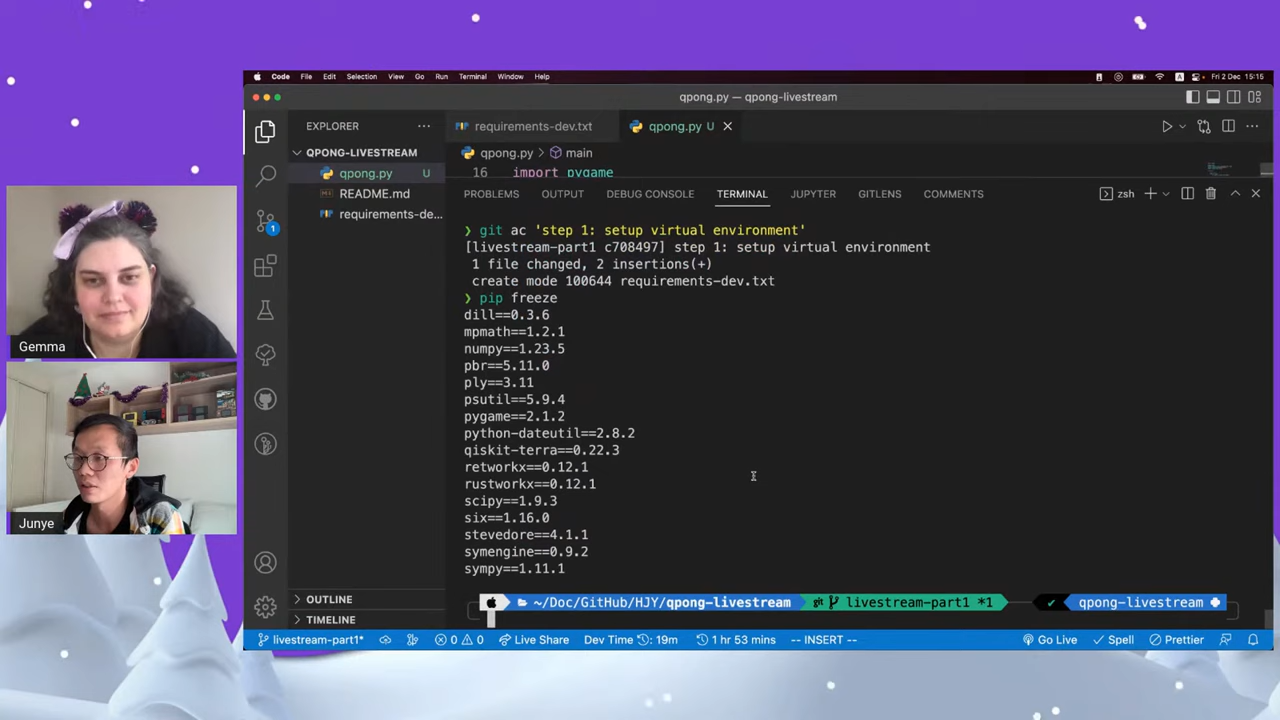 Code File Edit Selection View Go Run Terminal Window Help
Fri 2 Dec 15:15
qpong.py — qpong-livestream
EXPLORER
requirements-dev.txt
qpong.py U
QPONG-LIVESTREAM
qpong.py > main
qpong.py U
16 import pygame
README.md
requirements-de...
PROBLEMS OUTPUT DEBUG CONSOLE TERMINAL JUPYTER GITLENS COMMENTS
zsh
❯ git ac 'step 1: setup virtual environment'
[livestream-part1 c708497] step 1: setup virtual environment
1 file changed, 2 insertions(+)
create mode 100644 requirements-dev.txt
❯ pip freeze
dill==0.3.6
mpmath==1.2.1
numpy==1.23.5
pbr==5.11.0
ply==3.11
psutil==5.9.4
pygame==2.1.2
python-dateutil==2.8.2
qiskit-terra==0.22.3
retworkx==0.12.1
rustworkx==0.12.1
scipy==1.9.3
six==1.16.0
stevedore==4.1.1
symengine==0.9.2
sympy==1.11.1
~/Doc/GitHub/HJY/qpong-livestream git livestream-part1 *1 ✔ qpong-livestream
1
Gemma
Junye
OUTLINE
TIMELINE
livestream-part1* 0 0 Live Share Dev Time : 19m 1 hr 53 mins -- INSERT -- Go Live Spell Prettier